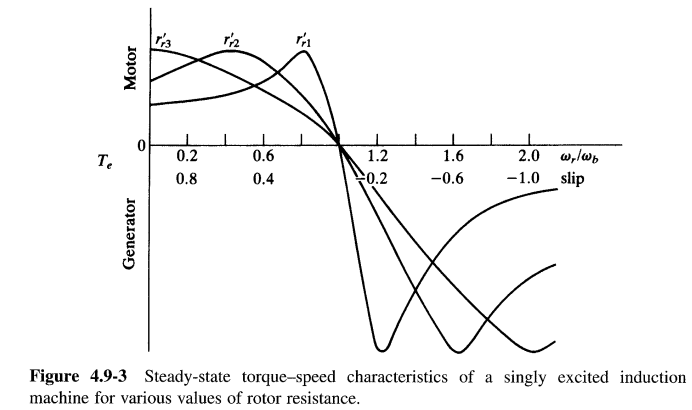 r′r3 r′r2 r′r1
Motor
0
0.2 0.6 1.2 1.6 2.0 ωr/ωb
Te
0.8 0.4 −0.2 −0.6 −1.0 slip
Generator
Figure 4.9-3 Steady-state torque–speed characteristics of a singly excited induction
machine for various values of rotor resistance.